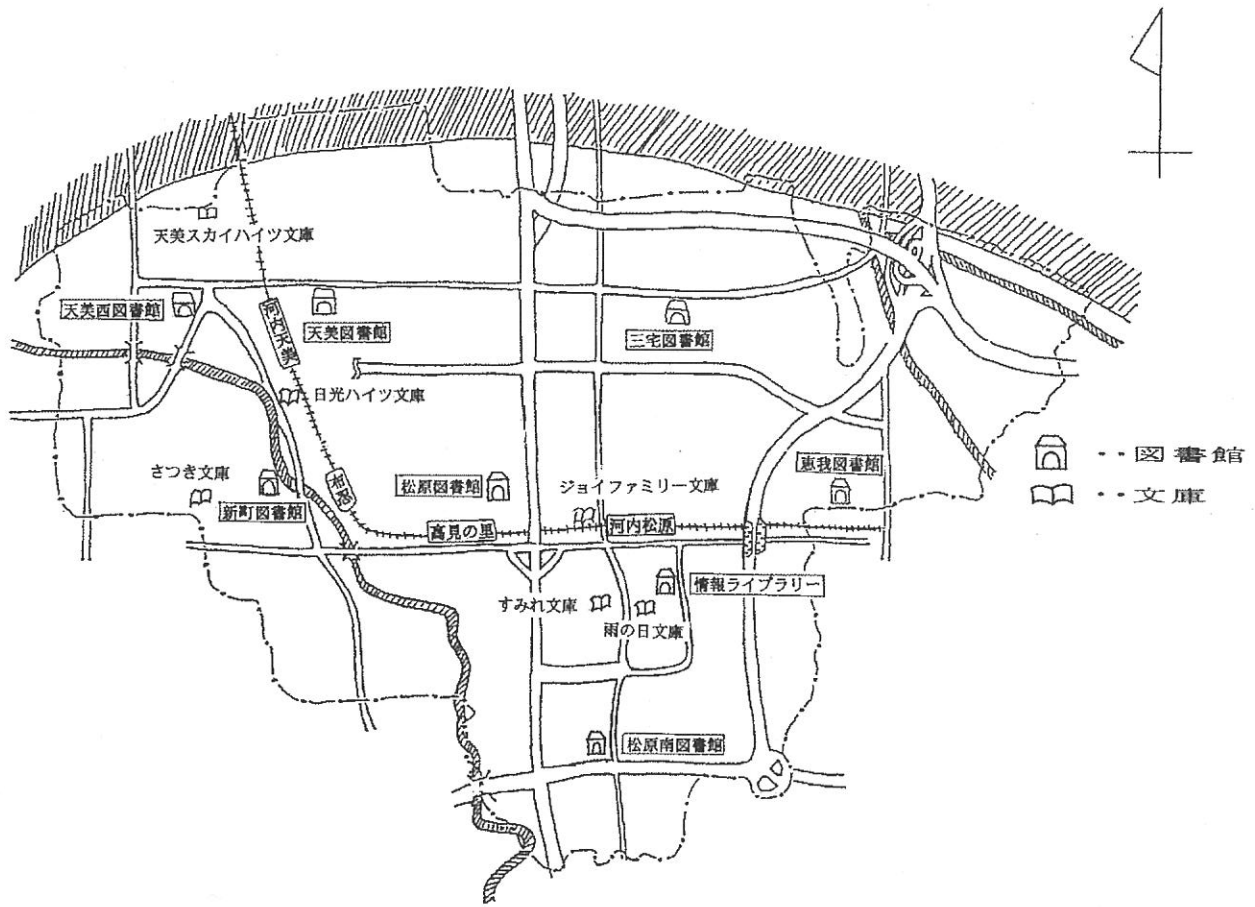 天美スカイハイツ文庫
天美西図書館
河内天美
天美図書館
三宅図書館
日光ハイツ文庫
さつき文庫
新町図書館
布忍
松原図書館
ジョイファミリー文庫
恵我図書館
‥図書館
‥文庫
高見の里
河内松原
すみれ文庫
情報ライブラリー
雨の日文庫
松原南図書館